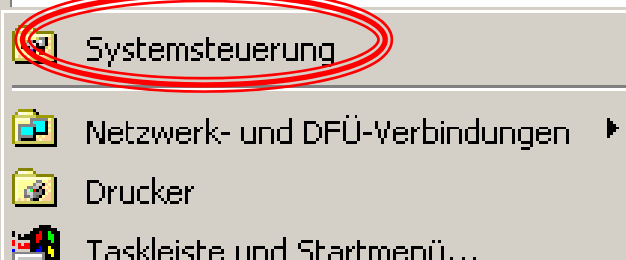 Systemsteuerung
Netzwerk- und DFÜ-Verbindungen
Drucker
Taskleiste und Startmenü...